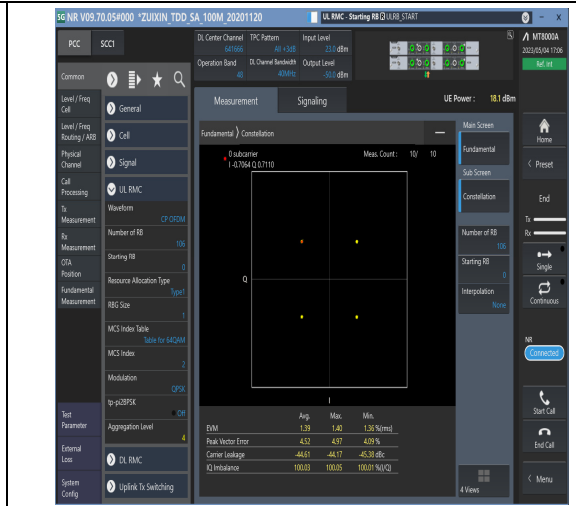 5G NR V09.70.05#000 *ZUIXIN_TDD_SA_100M_20201120
UL RMC - Starting RB ULRB_START
PCC
SCC1
DL Center Channel
641666
TPC Pattern
All +3dB
Input Level
23.0 dBm
Operation Band
48
DL Channel Bandwidth
40MHz
Output Level
-50.0 dBm
MT8000A
2023/05/04 17:06
Ref. Int
Common
Level / Freq
Cell
Level / Freq
Routing / ARB
Physical
Channel
Call
Processing
Tx
Measurement
Rx
Measurement
OTA
Position
Fundamental
Measurement
Test
Parameter
External
Loss
System
Config
General
Cell
Signal
UL RMC
Waveform
CP OFDM
Number of RB
106
Starting RB
0
Resource Allocation Type
Type1
RBG Size
1
MCS Index Table
Table for 64QAM
MCS Index
2
Modulation
QPSK
tp-pi2BPSK
Off
Aggregation Level
4
DL RMC
Uplink Tx Switching
Measurement
Signaling
UE Power : 18.1 dBm
Fundamental Constellation
0 subcarrier
I -0.7064 Q 0.7110
Meas. Count : 10/ 10
Q
I
Avg. Max. Min.
EVM 1.39 1.40 1.36 %(rms)
Peak Vector Error 4.52 4.97 4.09 %
Carrier Leakage -44.61 -44.17 -45.38 dBc
IQ Imbalance 100.03 100.05 100.01 %(I/Q)
Main Screen
Fundamental
Sub Screen
Constellation
Number of RB
106
Starting RB
0
Interpolation
None
4 Views
Home
Preset
End
Tx
Rx
Single
Continuous
NR
Connected
Start Call
End Call
Menu